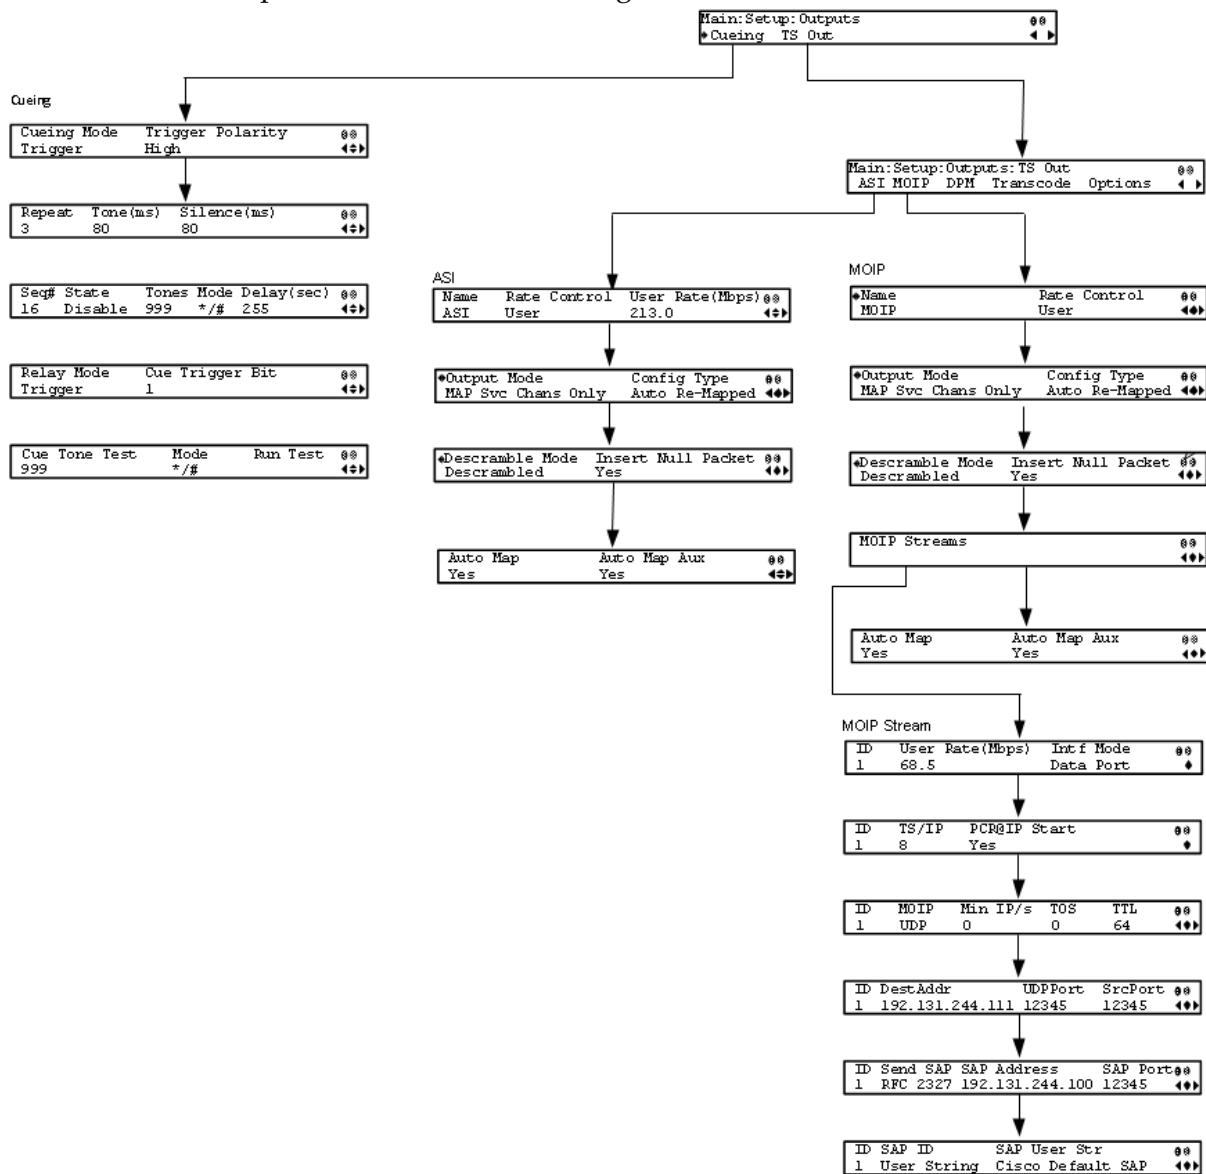 Main:Setup:Outputs
Cueing TS Out
Cueing
Cueing Mode Trigger Polarity
Trigger High
Repeat Tone(ms) Silence(ms)
3 80 80
Seq# State Tones Mode Delay(sec)
16 Disable 999 */# 255
Relay Mode Cue Trigger Bit
Trigger 1
Cue Tone Test Mode Run Test
999 */#
Main:Setup:Outputs:TS Out
ASI MOIP DPM Transcode Options
ASI
Name Rate Control User Rate(Mbps)
ASI User 213.0
Output Mode Config Type
MAP Svc Chans Only Auto Re-Mapped
Descramble Mode Insert Null Packet
Descrambled Yes
Auto Map Auto Map Aux
Yes Yes
MOIP
Name Rate Control
MOIP User
Output Mode Config Type
MAP Svc Chans Only Auto Re-Mapped
Descramble Mode Insert Null Packet
Descrambled Yes
MOIP Streams
Auto Map Auto Map Aux
Yes Yes
MOIP Stream
ID User Rate(Mbps) Intf Mode
1 68.5 Data Port
ID TS/IP PCR@IP Start
1 8 Yes
ID MOIP Min IP/s TOS TTL
1 UDP 0 0 64
ID DestAddr UDPPort SrcPort
1 192.131.244.111 12345 12345
ID Send SAP SAP Address SAP Port
1 RFC 2327 192.131.244.100 12345
ID SAP ID SAP User Str
1 User String Cisco Default SAP